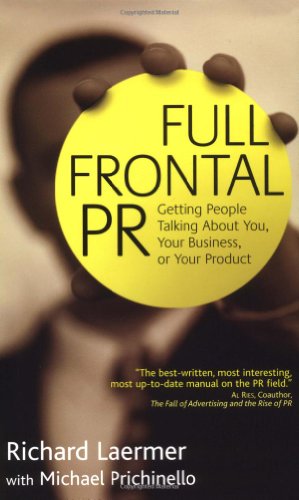 FULL
FRONTAL
PR
Getting People
Talking About You,
Your Business,
or Your Product
"The best-written, most interesting,
most up-to-date manual on the PR field."
AL RIES, Coauthor,
The Fall of Advertising and the Rise of PR
Richard Laermer
with Michael Prichinello